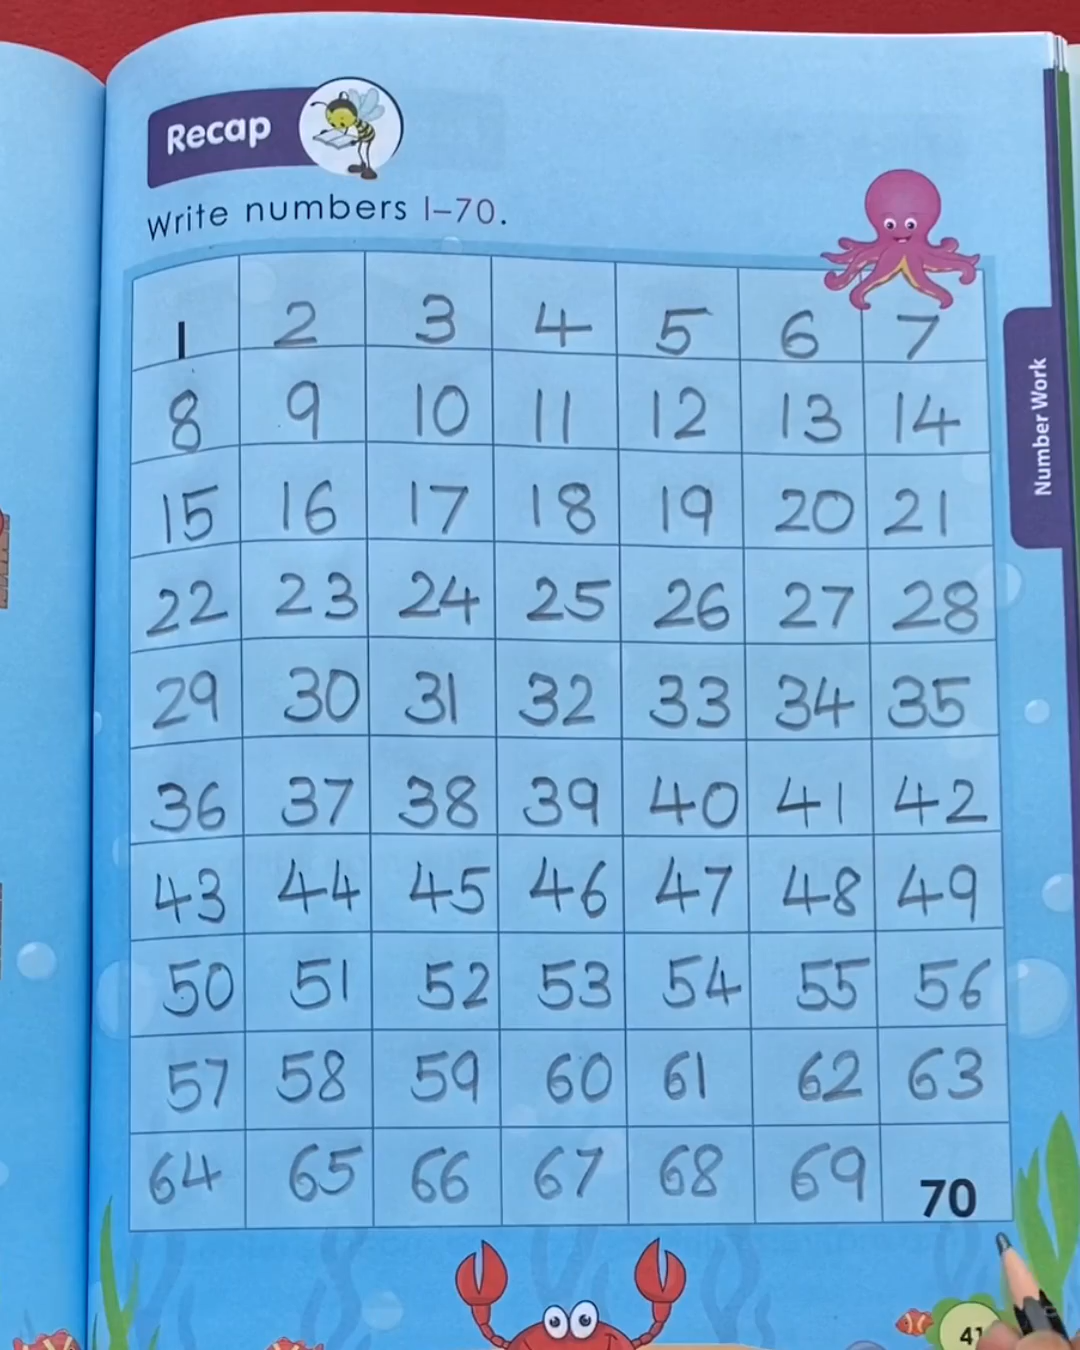 Recap
Write numbers 1–70.
1 2 3 4 5 6 7
8 9 10 11 12 13 14
15 16 17 18 19 20 21
22 23 24 25 26 27 28
29 30 31 32 33 34 35
36 37 38 39 40 41 42
43 44 45 46 47 48 49
50 51 52 53 54 55 56
57 58 59 60 61 62 63
64 65 66 67 68 69 70
Number Work
41